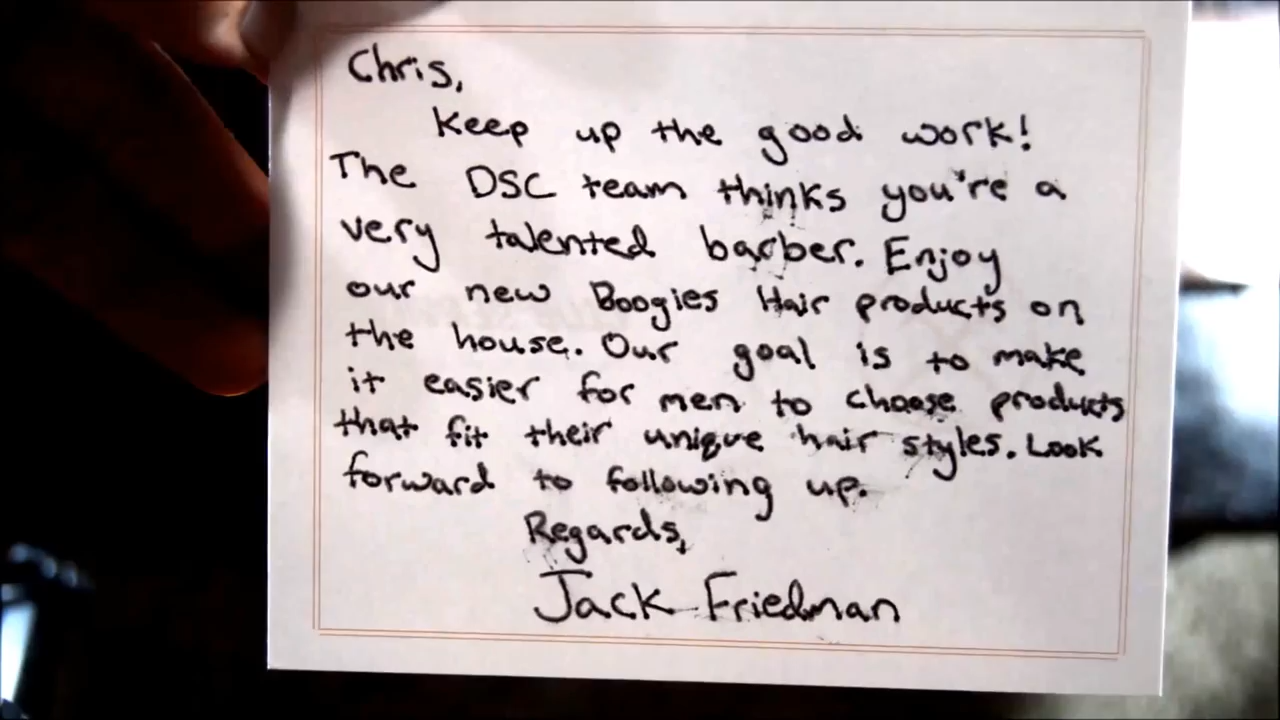 Chris,
Keep up the good work!
The DSC team thinks you're a
very talented barber. Enjoy
our new Boogies Hair products on
the house. Our goal is to make
it easier for men to choose products
that fit their unique hair styles. Look
forward to following up.
Regards,
Jack Friedman